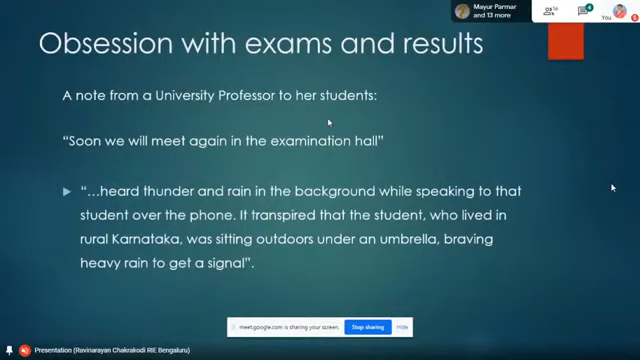 Mayur Parmar
and 13 more
16
4
You
Obsession with exams and results
A note from a University Professor to her students:
“Soon we will meet again in the examination hall”
“…heard thunder and rain in the background while speaking to that
student over the phone. It transpired that the student, who lived in
rural Karnataka, was sitting outdoors under an umbrella, braving
heavy rain to get a signal”.
meet.google.com is sharing your screen.
Stop sharing
Hide
Presentation (Ravinarayan Chakrakodi RIE Bengaluru)